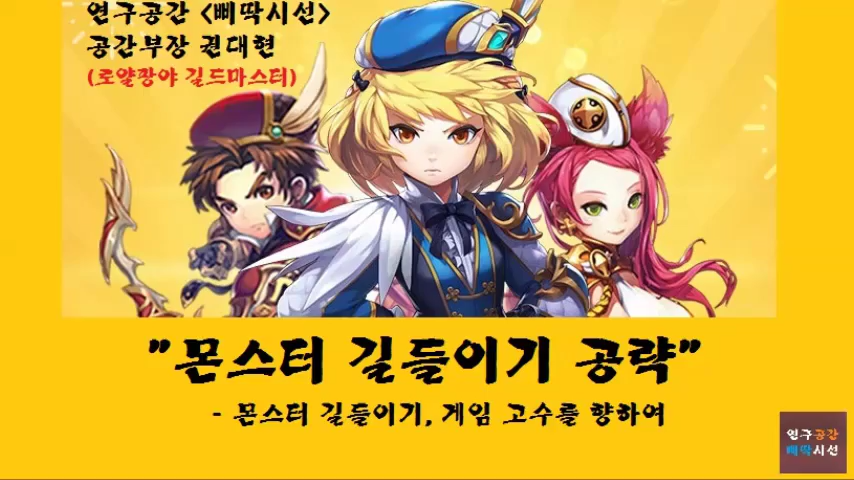 연구공간 <삐딱시선>
공간부장 권대현
(로얄짱야 길드마스터)
"몬스터 길들이기 공략"
- 몬스터 길들이기, 게임 고수를 향하여
연구공간
삐딱시선